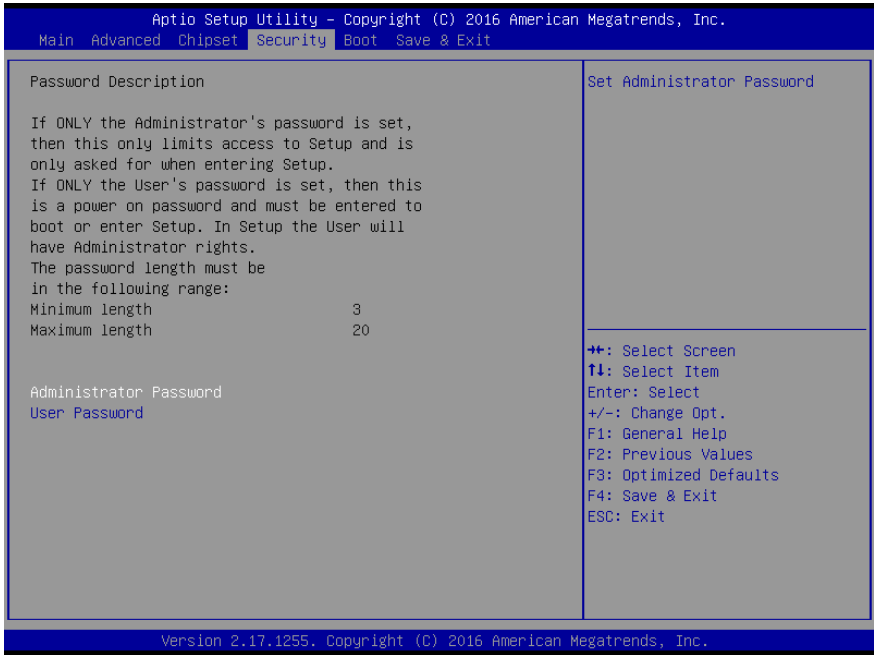 Aptio Setup Utility – Copyright (C) 2016 American Megatrends, Inc.
Main Advanced Chipset Security Boot Save & Exit
Password Description
If ONLY the Administrator's password is set,
then this only limits access to Setup and is
only asked for when entering Setup.
If ONLY the User's password is set, then this
is a power on password and must be entered to
boot or enter Setup. In Setup the User will
have Administrator rights.
The password length must be
in the following range:
Minimum length 3
Maximum length 20
Administrator Password
User Password
Set Administrator Password
→←: Select Screen
↑↓: Select Item
Enter: Select
+/-: Change Opt.
F1: General Help
F2: Previous Values
F3: Optimized Defaults
F4: Save & Exit
ESC: Exit
Version 2.17.1255. Copyright (C) 2016 American Megatrends, Inc.